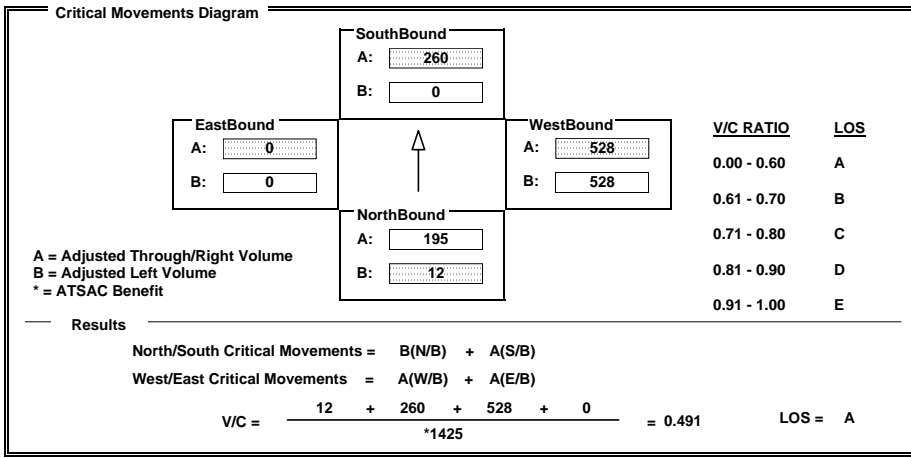 Critical Movements Diagram
SouthBound
A: 260
B: 0
EastBound
A: 0
B: 0
WestBound
A: 528
B: 528
NorthBound
A: 195
B: 12
V/C RATIO LOS
0.00 - 0.60 A
0.61 - 0.70 B
0.71 - 0.80 C
0.81 - 0.90 D
0.91 - 1.00 E
A = Adjusted Through/Right Volume
B = Adjusted Left Volume
* = ATSAC Benefit
Results
North/South Critical Movements = B(N/B) + A(S/B)
West/East Critical Movements = A(W/B) + A(E/B)
12 + 260 + 528 + 0
V/C = = 0.491 LOS = A
*1425